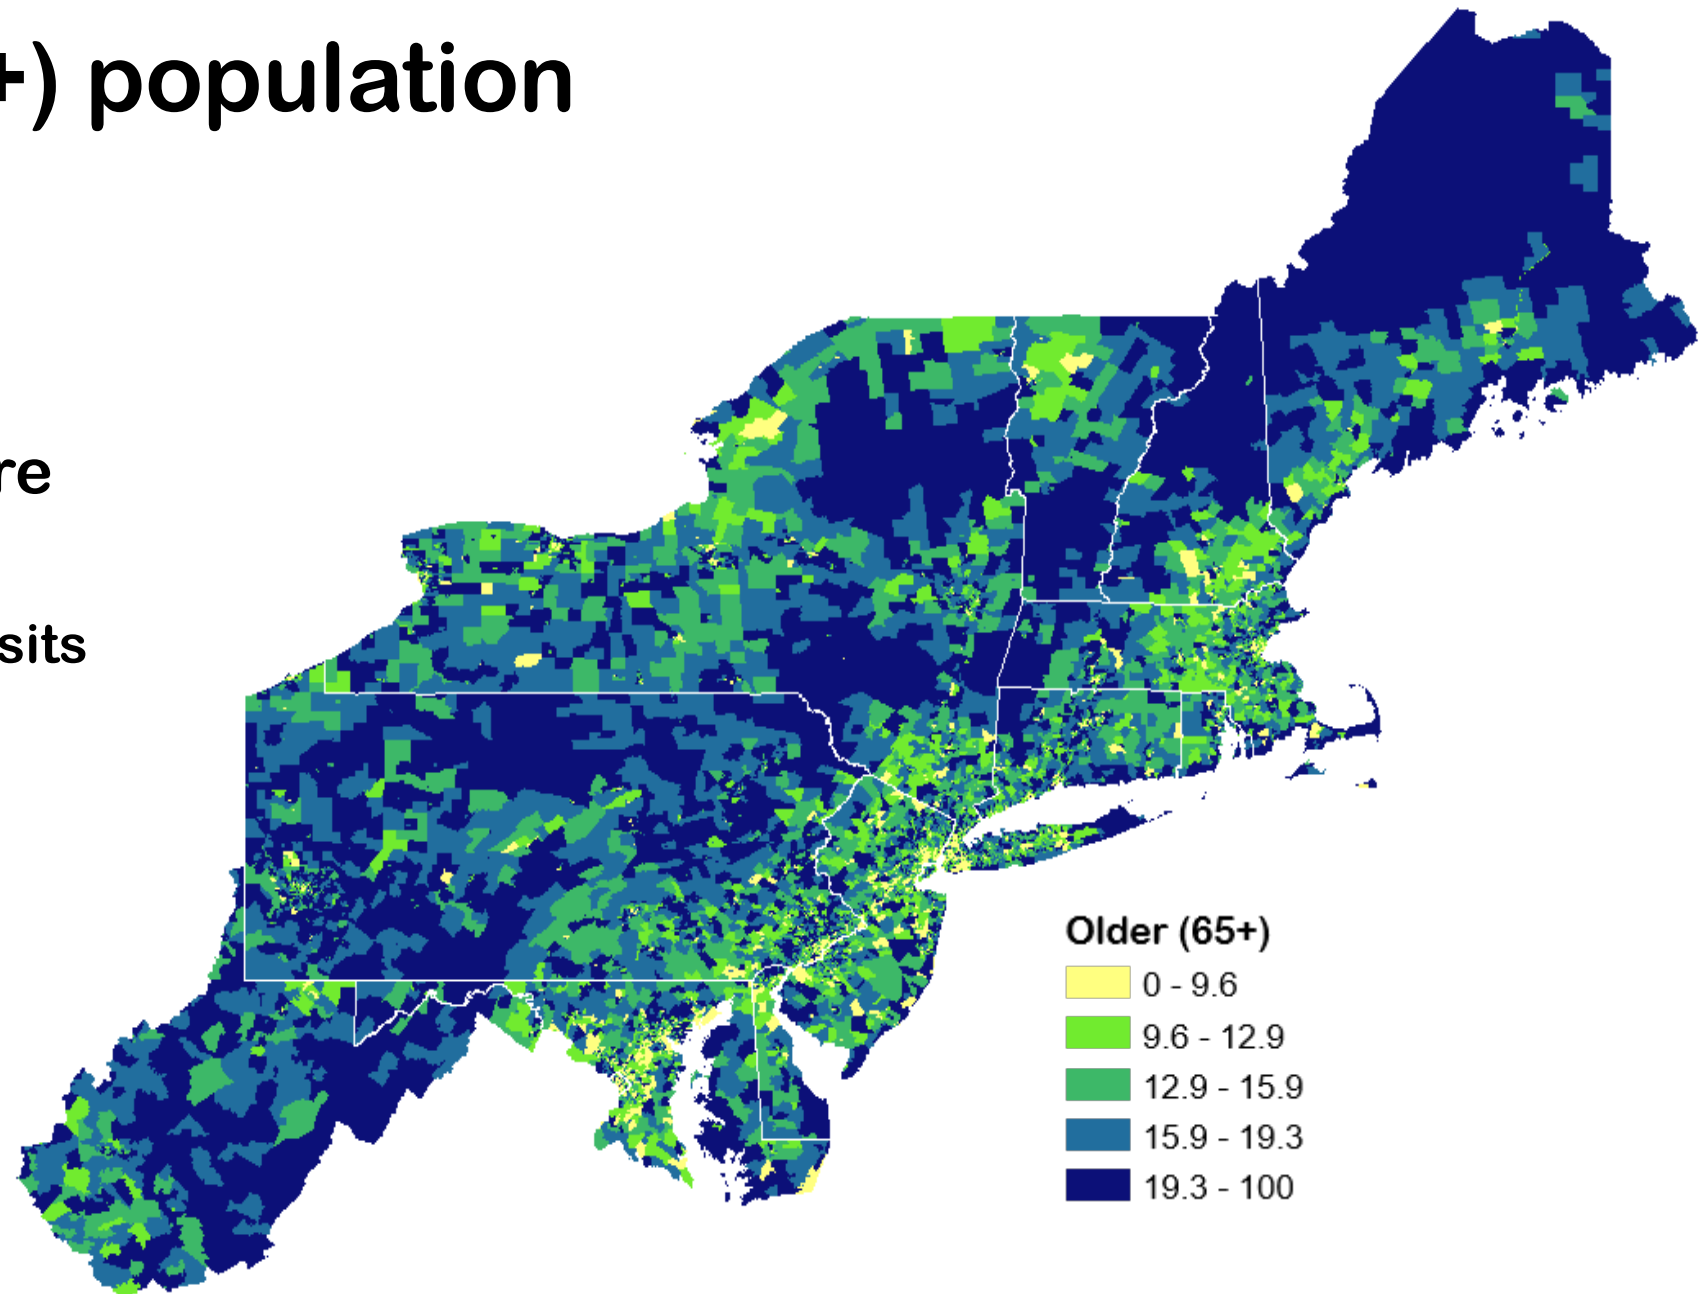 +) population
re
sits
Older (65+)
0 - 9.6
9.6 - 12.9
12.9 - 15.9
15.9 - 19.3
19.3 - 100